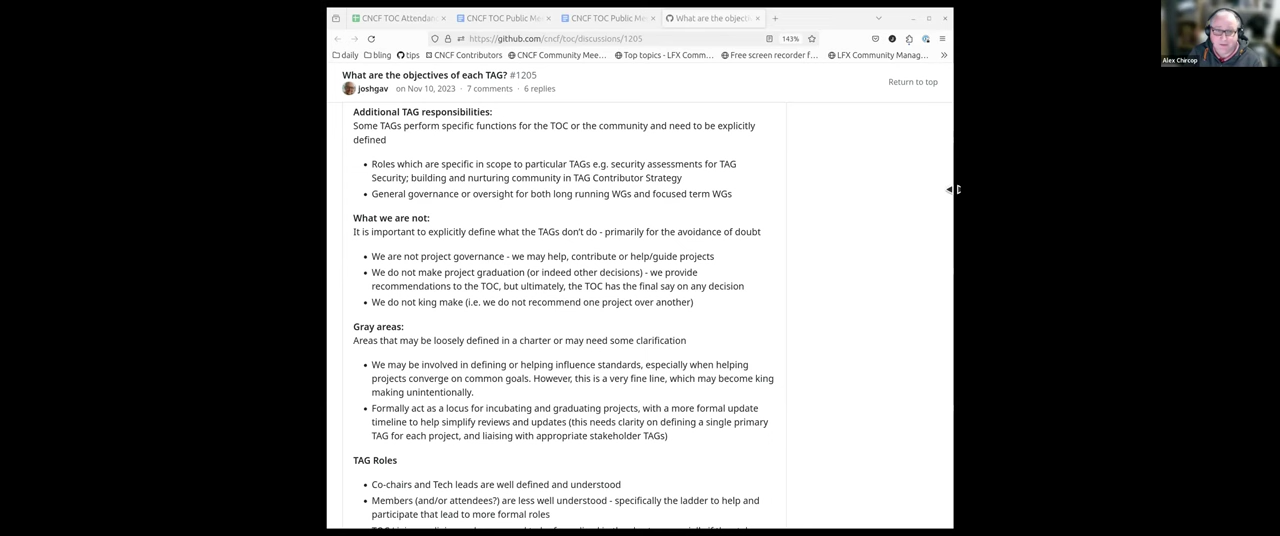 CNCF TOC Attendan
CNCF TOC Public Me
CNCF TOC Public Me
What are the objecti
https://github.com/cncf/toc/discussions/1205
143%
daily
bling
tips
CNCF Contributors
CNCF Community Mee...
Top topics - LFX Comm...
Free screen recorder f...
LFX Community Manag...
What are the objectives of each TAG? #1205
joshgav on Nov 10, 2023 · 7 comments · 6 replies
Return to top
Additional TAG responsibilities:
Some TAGs perform specific functions for the TOC or the community and need to be explicitly
defined
• Roles which are specific in scope to particular TAGs e.g. security assessments for TAG
Security; building and nurturing community in TAG Contributor Strategy
• General governance or oversight for both long running WGs and focused term WGs
What we are not:
It is important to explicitly define what the TAGs don't do - primarily for the avoidance of doubt
• We are not project governance - we may help, contribute or help/guide projects
• We do not make project graduation (or indeed other decisions) - we provide
recommendations to the TOC, but ultimately, the TOC has the final say on any decision
• We do not king make (i.e. we do not recommend one project over another)
Gray areas:
Areas that may be loosely defined in a charter or may need some clarification
• We may be involved in defining or helping influence standards, especially when helping
projects converge on common goals. However, this is a very fine line, which may become king
making unintentionally.
• Formally act as a locus for incubating and graduating projects, with a more formal update
timeline to help simplify reviews and updates (this needs clarity on defining a single primary
TAG for each project, and liaising with appropriate stakeholder TAGs)
TAG Roles
• Co-chairs and Tech leads are well defined and understood
• Members (and/or attendees?) are less well understood - specifically the ladder to help and
participate that lead to more formal roles
Alex Chircop